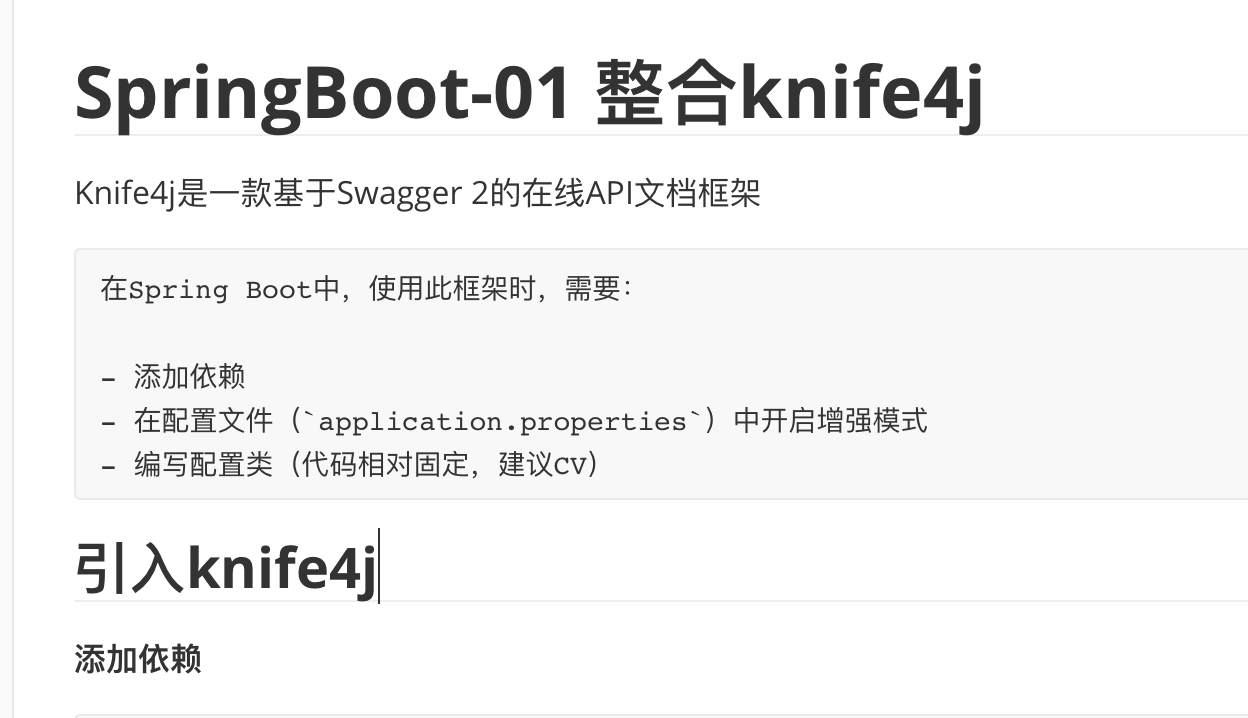 SpringBoot-01 整合knife4j
Knife4j是一款基于Swagger 2的在线API文档框架
在Spring Boot中，使用此框架时，需要：
- 添加依赖
- 在配置文件（`application.properties`）中开启增强模式
- 编写配置类（代码相对固定，建议CV）
引入knife4j
添加依赖